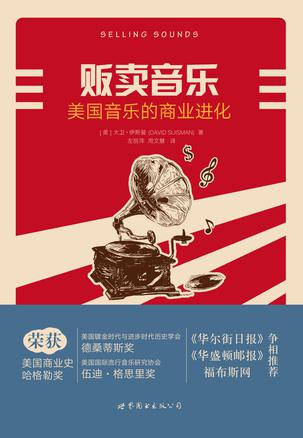 SELLING SOUNDS
贩卖音乐
美国音乐的商业进化
[美] 大卫·伊斯曼 (DAVID SUISMAN) 著
左丽萍 周文慧 译
荣获
美国商业史
哈格勒奖
美国镀金时代与进步时代历史学会
德桑蒂斯奖
美国国际流行音乐研究协会
伍迪·格思里奖
《华尔街日报》
《华盛顿邮报》
福布斯网
争相推荐
世界图书出版公司